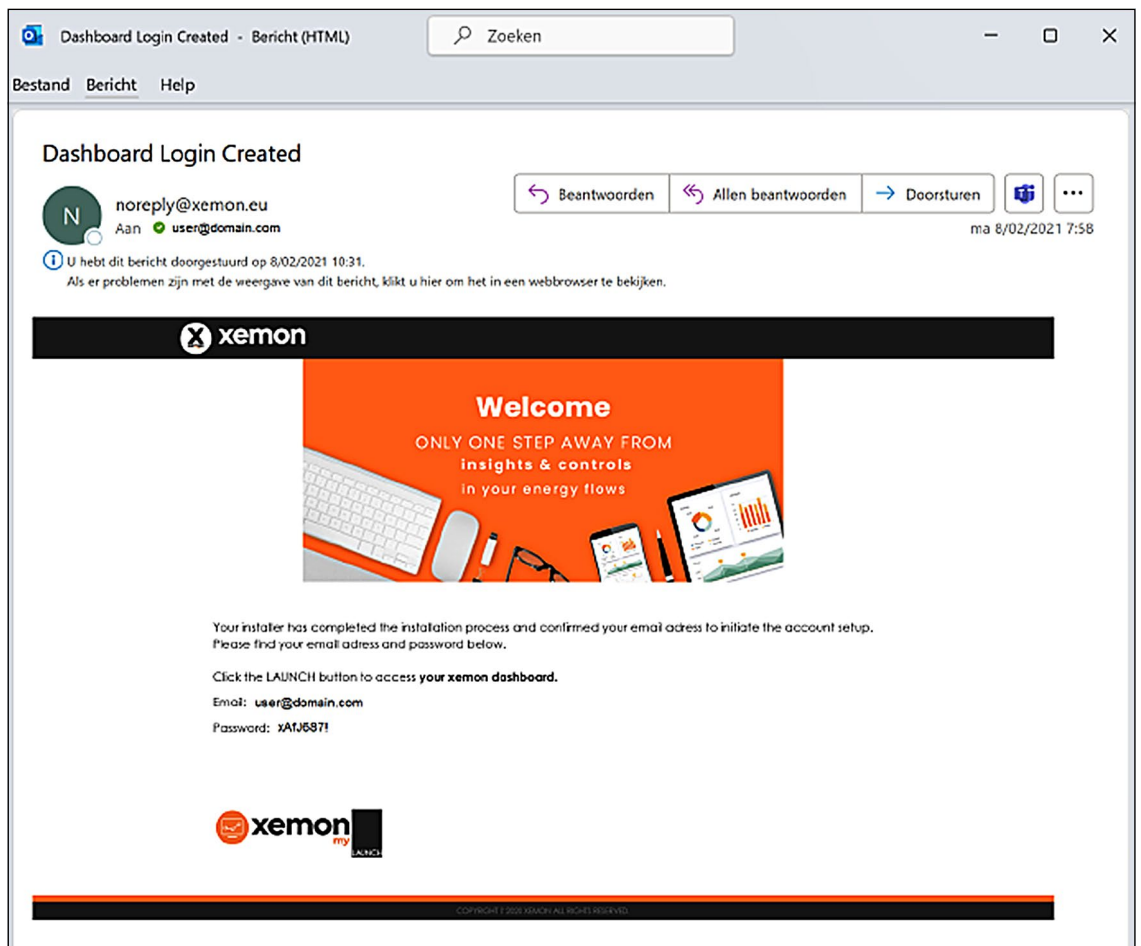 Dashboard Login Created - Bericht (HTML)
Zoeken
Bestand Bericht Help
Dashboard Login Created
N
noreply@xemon.eu
Aan user@domain.com
Beantwoorden Allen beantwoorden Doorsturen
ma 8/02/2021 7:58
U hebt dit bericht doorgestuurd op 8/02/2021 10:31.
Als er problemen zijn met de weergave van dit bericht, klikt u hier om het in een webbrowser te bekijken.
xemon
Welcome
ONLY ONE STEP AWAY FROM
insights & controls
in your energy flows
Your installer has completed the installation process and confirmed your email adress to initiate the account setup.
Please find your email adress and password below.
Click the LAUNCH button to access your xemon dashboard.
Email: user@domain.com
Password: xAfJ687!
xemon
my
LAUNCH
COPYRIGHT 2020 XEMON ALL RIGHTS RESERVED.